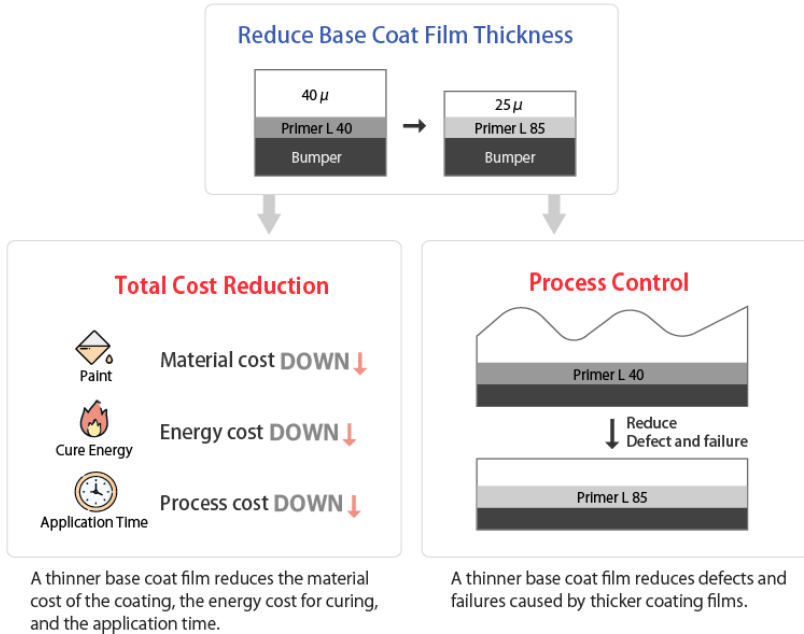 Reduce Base Coat Film Thickness
40 μ
Primer L 40
Bumper
25 μ
Primer L 85
Bumper
Total Cost Reduction
Paint
Material cost DOWN
Cure Energy
Energy cost DOWN
Application Time
Process cost DOWN
A thinner base coat film reduces the material
cost of the coating, the energy cost for curing,
and the application time.
Process Control
Primer L 40
Reduce
Defect and failure
Primer L 85
A thinner base coat film reduces defects and
failures caused by thicker coating films.